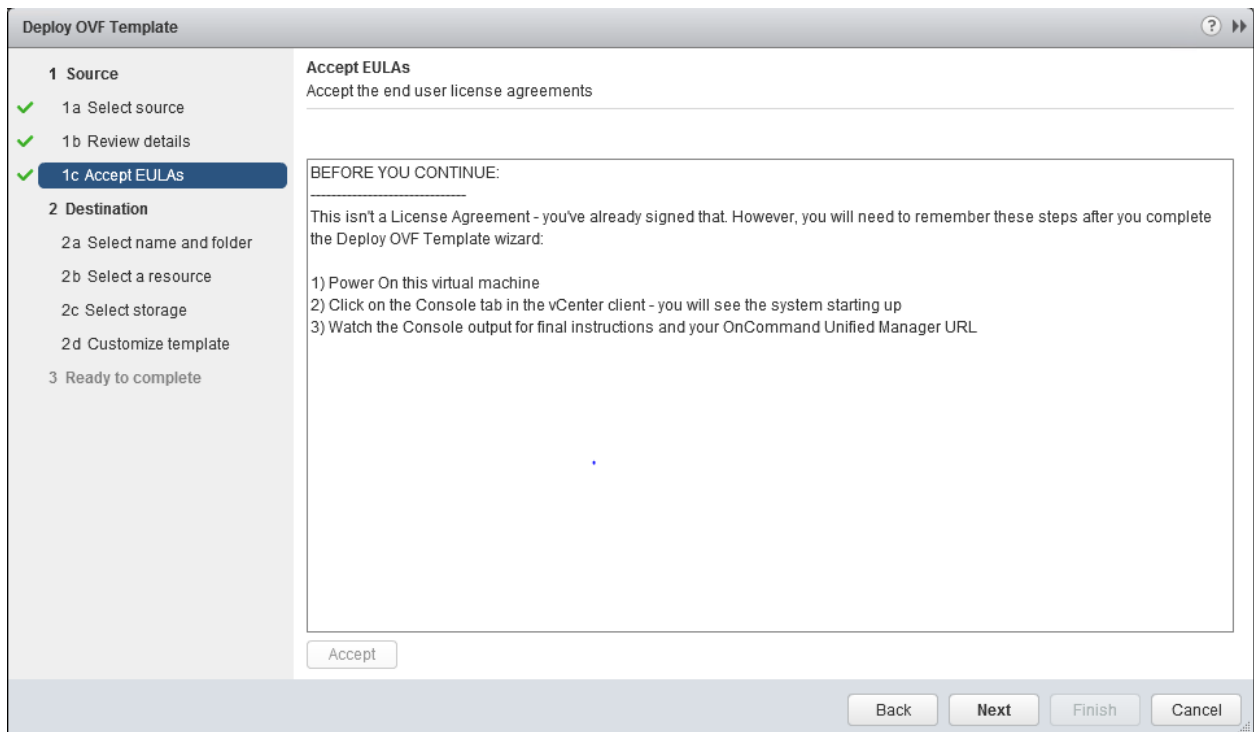 Deploy OVF Template
1 Source
1a Select source
1b Review details
1c Accept EULAs
2 Destination
2a Select name and folder
2b Select a resource
2c Select storage
2d Customize template
3 Ready to complete
Accept EULAs
Accept the end user license agreements
BEFORE YOU CONTINUE:
------------------------------
This isn't a License Agreement - you've already signed that. However, you will need to remember these steps after you complete
the Deploy OVF Template wizard:
1) Power On this virtual machine
2) Click on the Console tab in the vCenter client - you will see the system starting up
3) Watch the Console output for final instructions and your OnCommand Unified Manager URL
Accept
Back
Next
Finish
Cancel